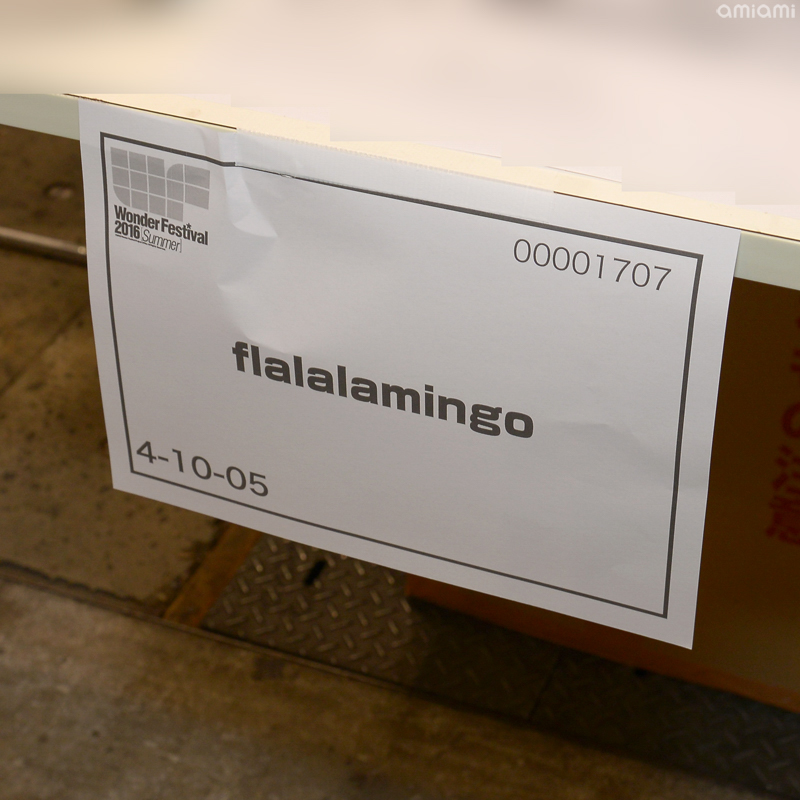 amiami
Wonder Festival
2016 [Summer]
00001707
flalalamingo
4-10-05